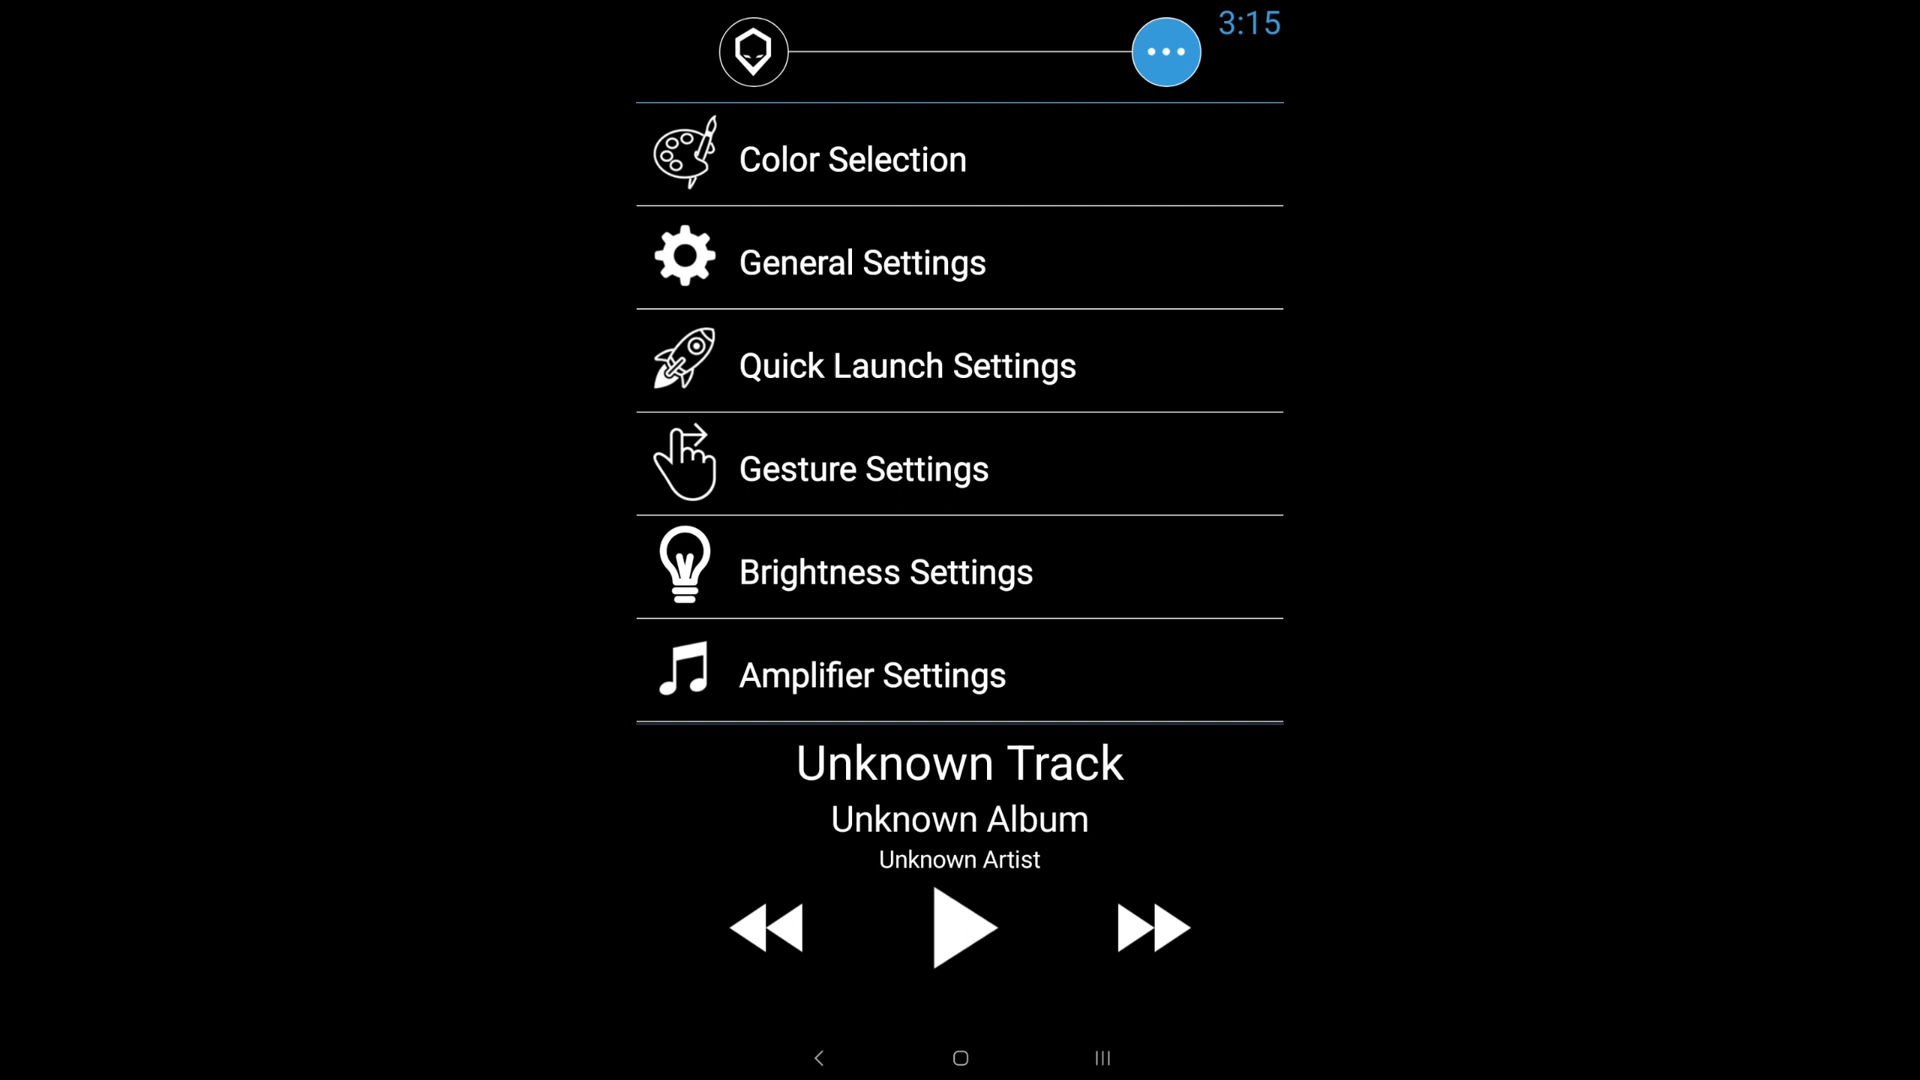 3:15
Color Selection
General Settings
Quick Launch Settings
Gesture Settings
Brightness Settings
Amplifier Settings
Unknown Track
Unknown Album
Unknown Artist